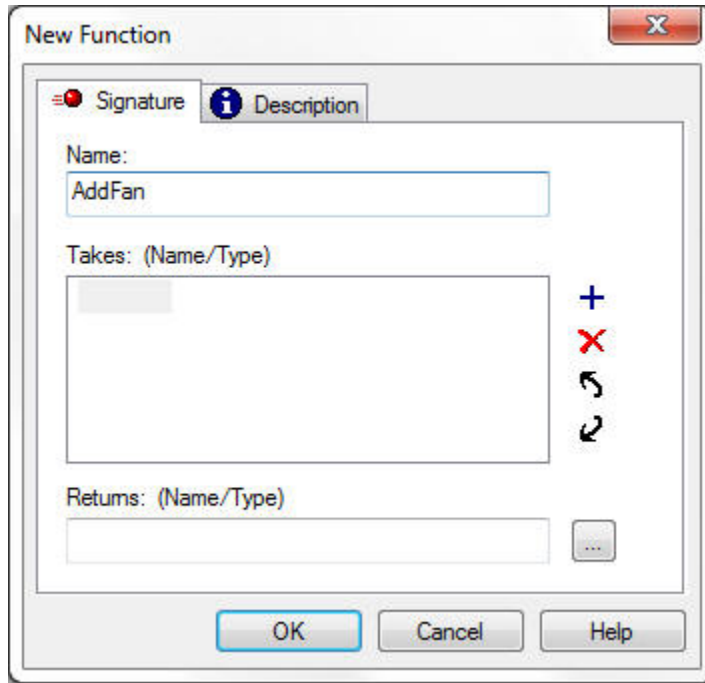 New Function
Signature
Description
Name:
AddFan
Takes: (Name/Type)
Returns: (Name/Type)
...
OK
Cancel
Help